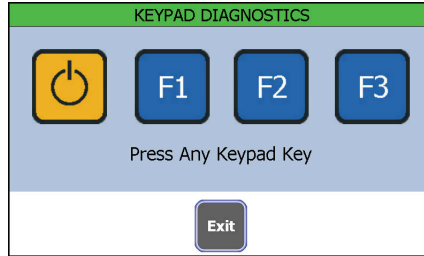 KEYPAD DIAGNOSTICS
F1 F2 F3
Press Any Keypad Key
Exit